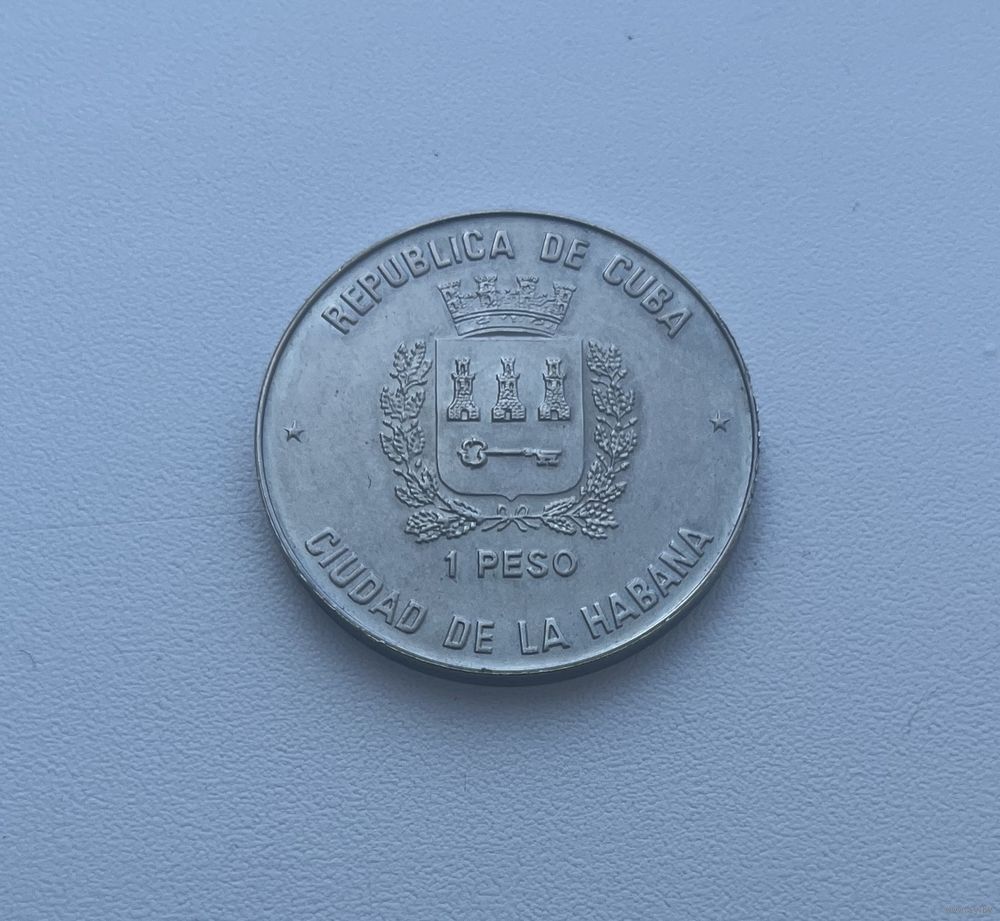 REPUBLICA DE CUBA
1 PESO
CIUDAD DE LA HABANA